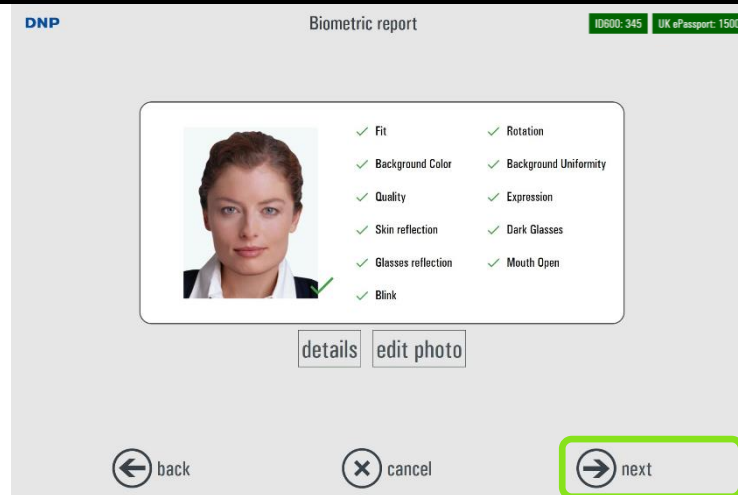 DNP
Biometric report
ID600: 345
UK ePassport: 1500
Fit
Rotation
Background Color
Background Uniformity
Quality
Expression
Skin reflection
Dark Glasses
Glasses reflection
Mouth Open
Blink
details
edit photo
back
cancel
next